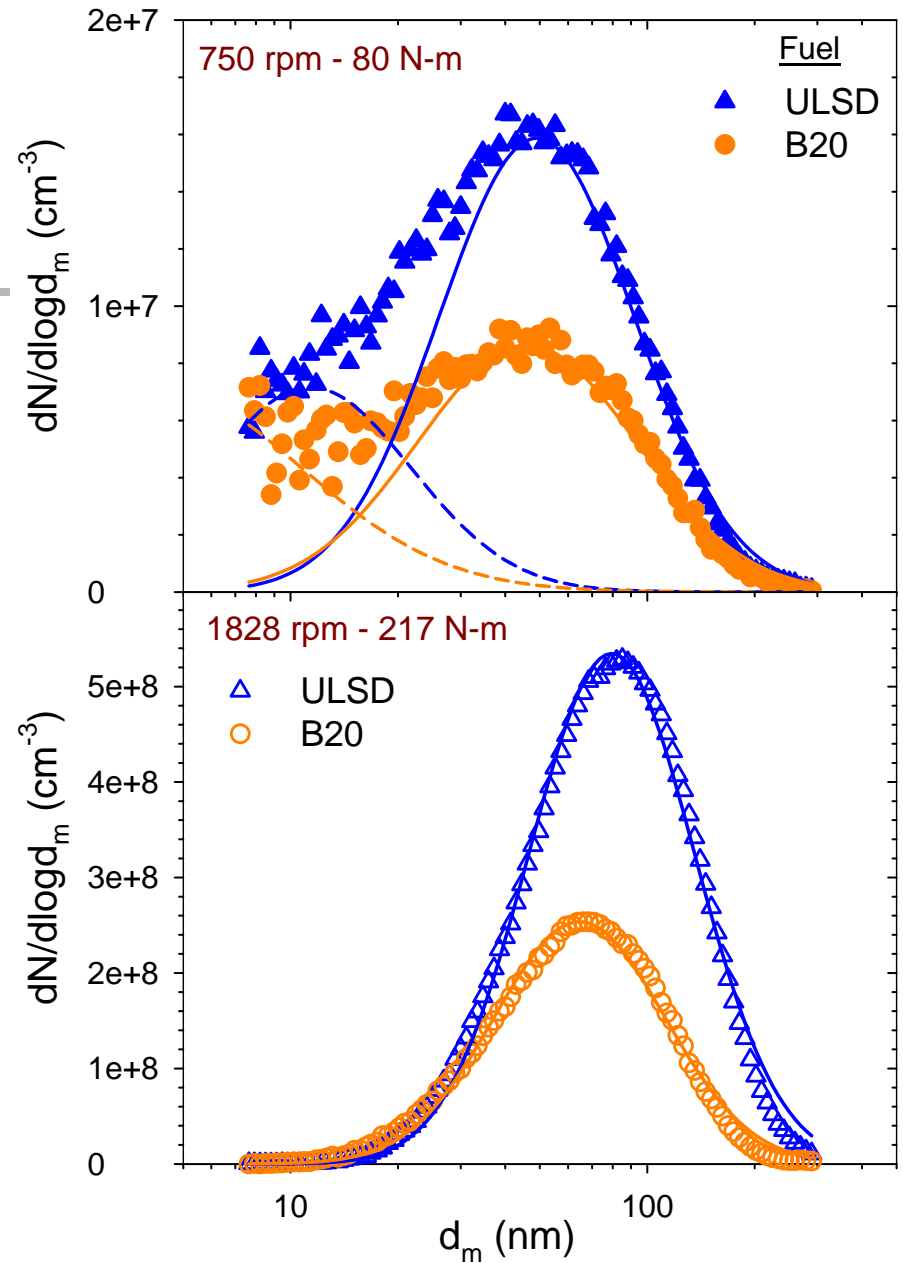 2e+7
750 rpm - 80 N-m
Fuel
ULSD
B20
dN/dlogdₘ (cm⁻³)
1e+7
0
1828 rpm - 217 N-m
ULSD
B20
dN/dlogdₘ (cm⁻³)
5e+8
4e+8
3e+8
2e+8
1e+8
0
10
100
dₘ (nm)